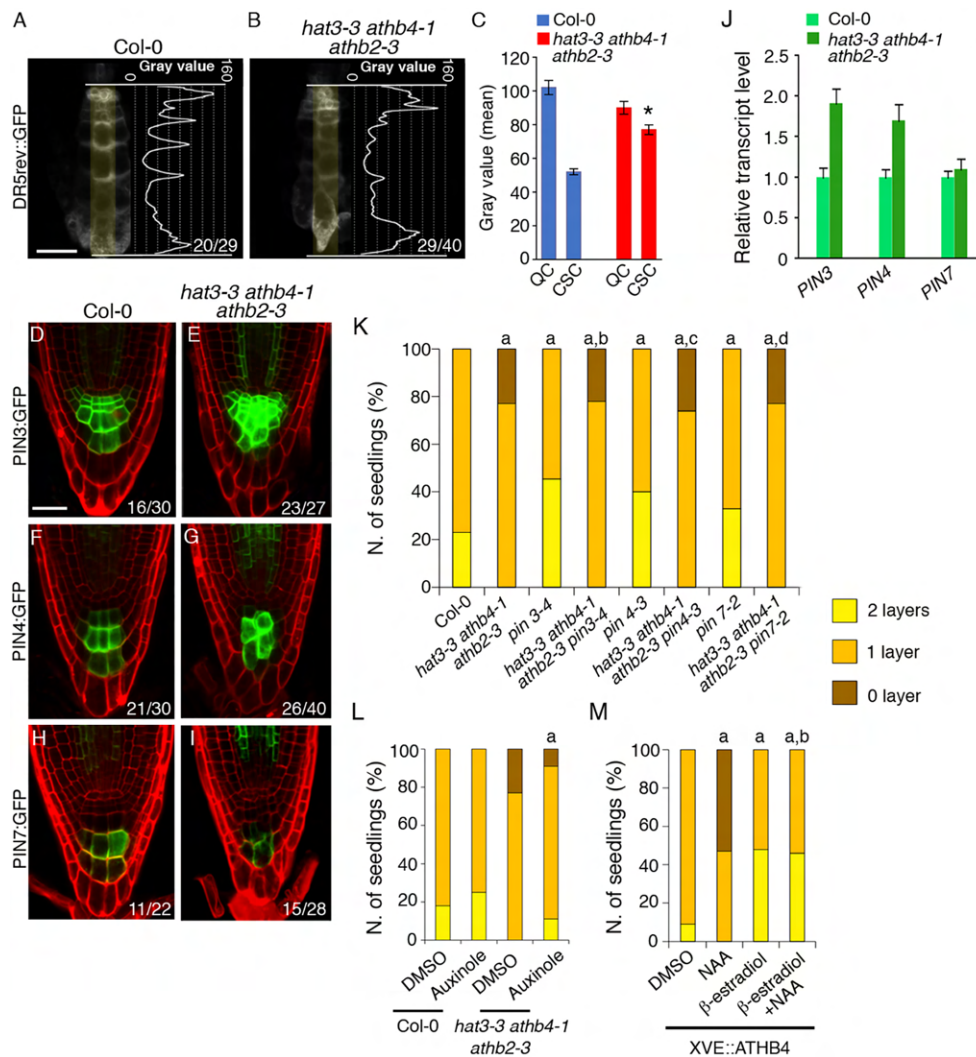 A
Col-0
Gray value
0
160
DR5rev::GFP
20/29
B
hat3-3 athb4-1
athb2-3
Gray value
0
160
29/40
C
Col-0
hat3-3 athb4-1
athb2-3
Gray value (mean)
120
100
80
60
40
20
0
*
QC
CSC
QC
CSC
J
Col-0
hat3-3 athb4-1
athb2-3
Relative transcript level
2.5
2.0
1.5
1.0
0.5
0
PIN3
PIN4
PIN7
Col-0
hat3-3 athb4-1
athb2-3
PIN3:GFP
D
16/30
E
23/27
PIN4:GFP
F
21/30
G
26/40
PIN7:GFP
H
11/22
I
15/28
K
N. of seedlings (%)
100
80
60
40
20
0
a
a
a,b
a
a,c
a
a,d
Col-0
hat3-3 athb4-1
athb2-3
pin 3-4
hat3-3 athb4-1
athb2-3 pin3-4
pin 4-3
hat3-3 athb4-1
athb2-3 pin4-3
pin 7-2
hat3-3 athb4-1
athb2-3 pin7-2
2 layers
1 layer
0 layer
L
N. of seedlings (%)
100
80
60
40
20
0
a
DMSO
Auxinole
DMSO
Auxinole
Col-0
hat3-3 athb4-1
athb2-3
M
N. of seedlings (%)
100
80
60
40
20
0
a
a
a,b
DMSO
NAA
β-estradiol
β-estradiol
+NAA
XVE::ATHB4